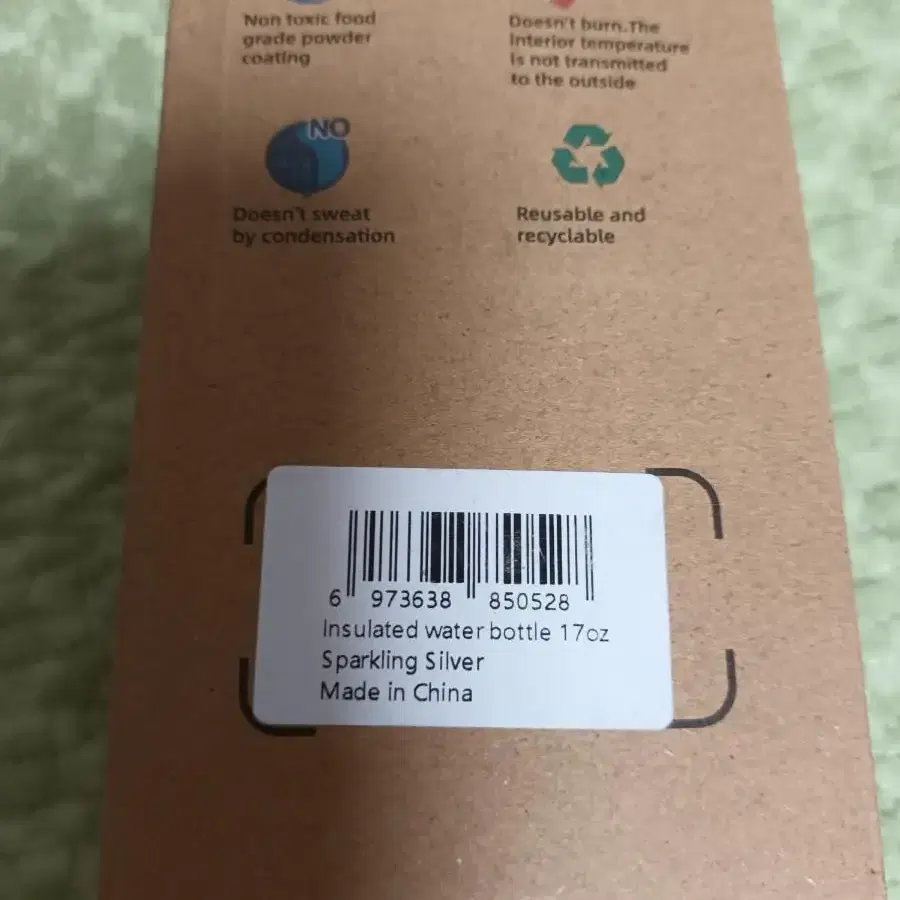 Non toxic food
grade powder
coating
Doesn't burn.The
Interior temperature
Is not transmitted
to the outside
NO
Doesn't sweat
by condensation
Reusable and
recyclable
6 973638 850528
Insulated water bottle 17oz
Sparkling Silver
Made in China